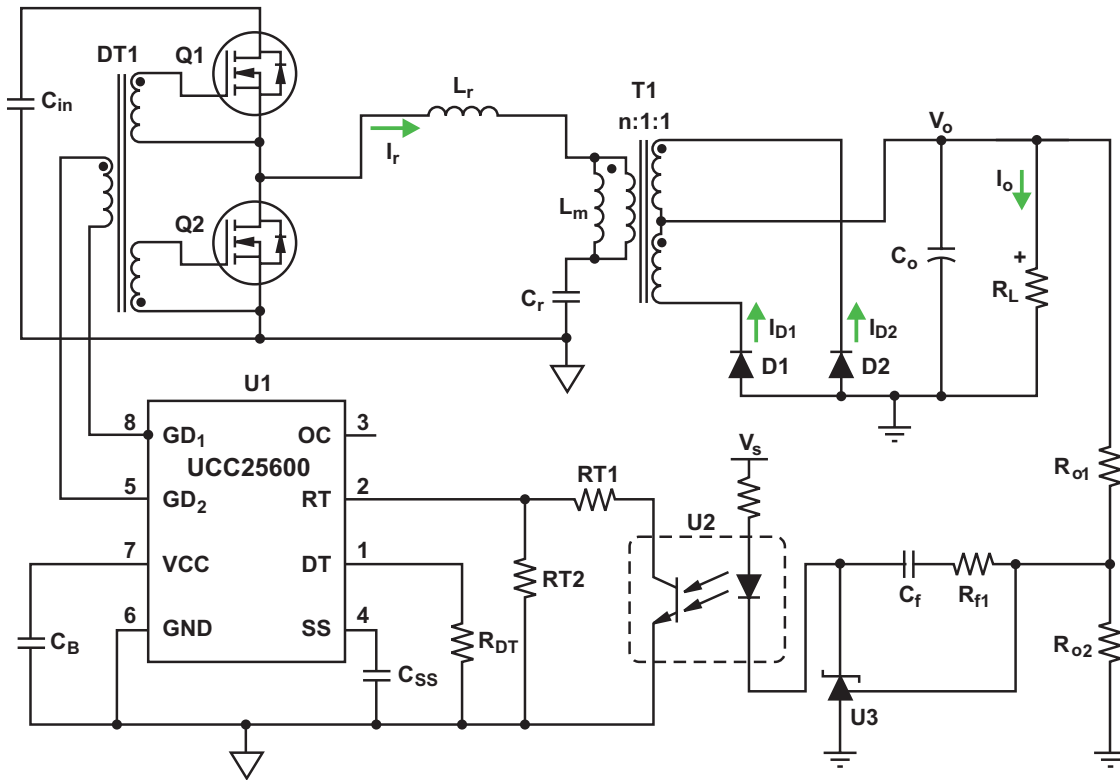 DT1
Q1
Cin
Lr
Ir
T1
n:1:1
Vo
Io
Q2
Lm
Co
+
RL
Cr
ID1
ID2
D1
D2
U1
8
GD1
OC
3
UCC25600
5
GD2
RT
2
RT1
Vs
Ro1
U2
7
VCC
DT
1
RT2
Cf
Rf1
6
GND
SS
4
CB
CSS
RDT
Ro2
U3